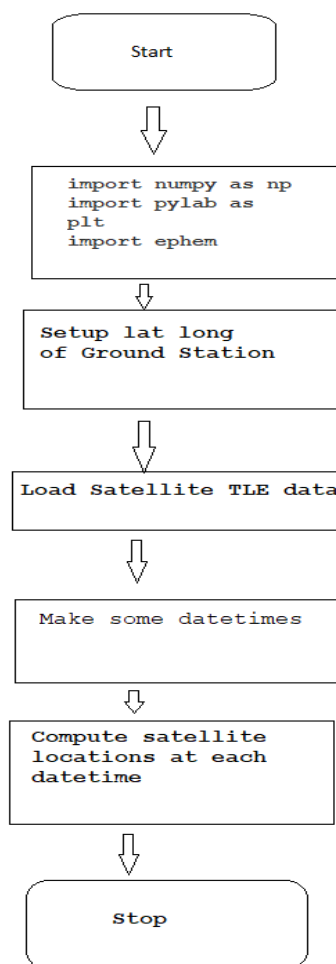 Start
import numpy as np
import pylab as
plt
import ephem
Setup lat long
of Ground Station
Load Satellite TLE data
Make some datetimes
Compute satellite
locations at each
datetime
Stop